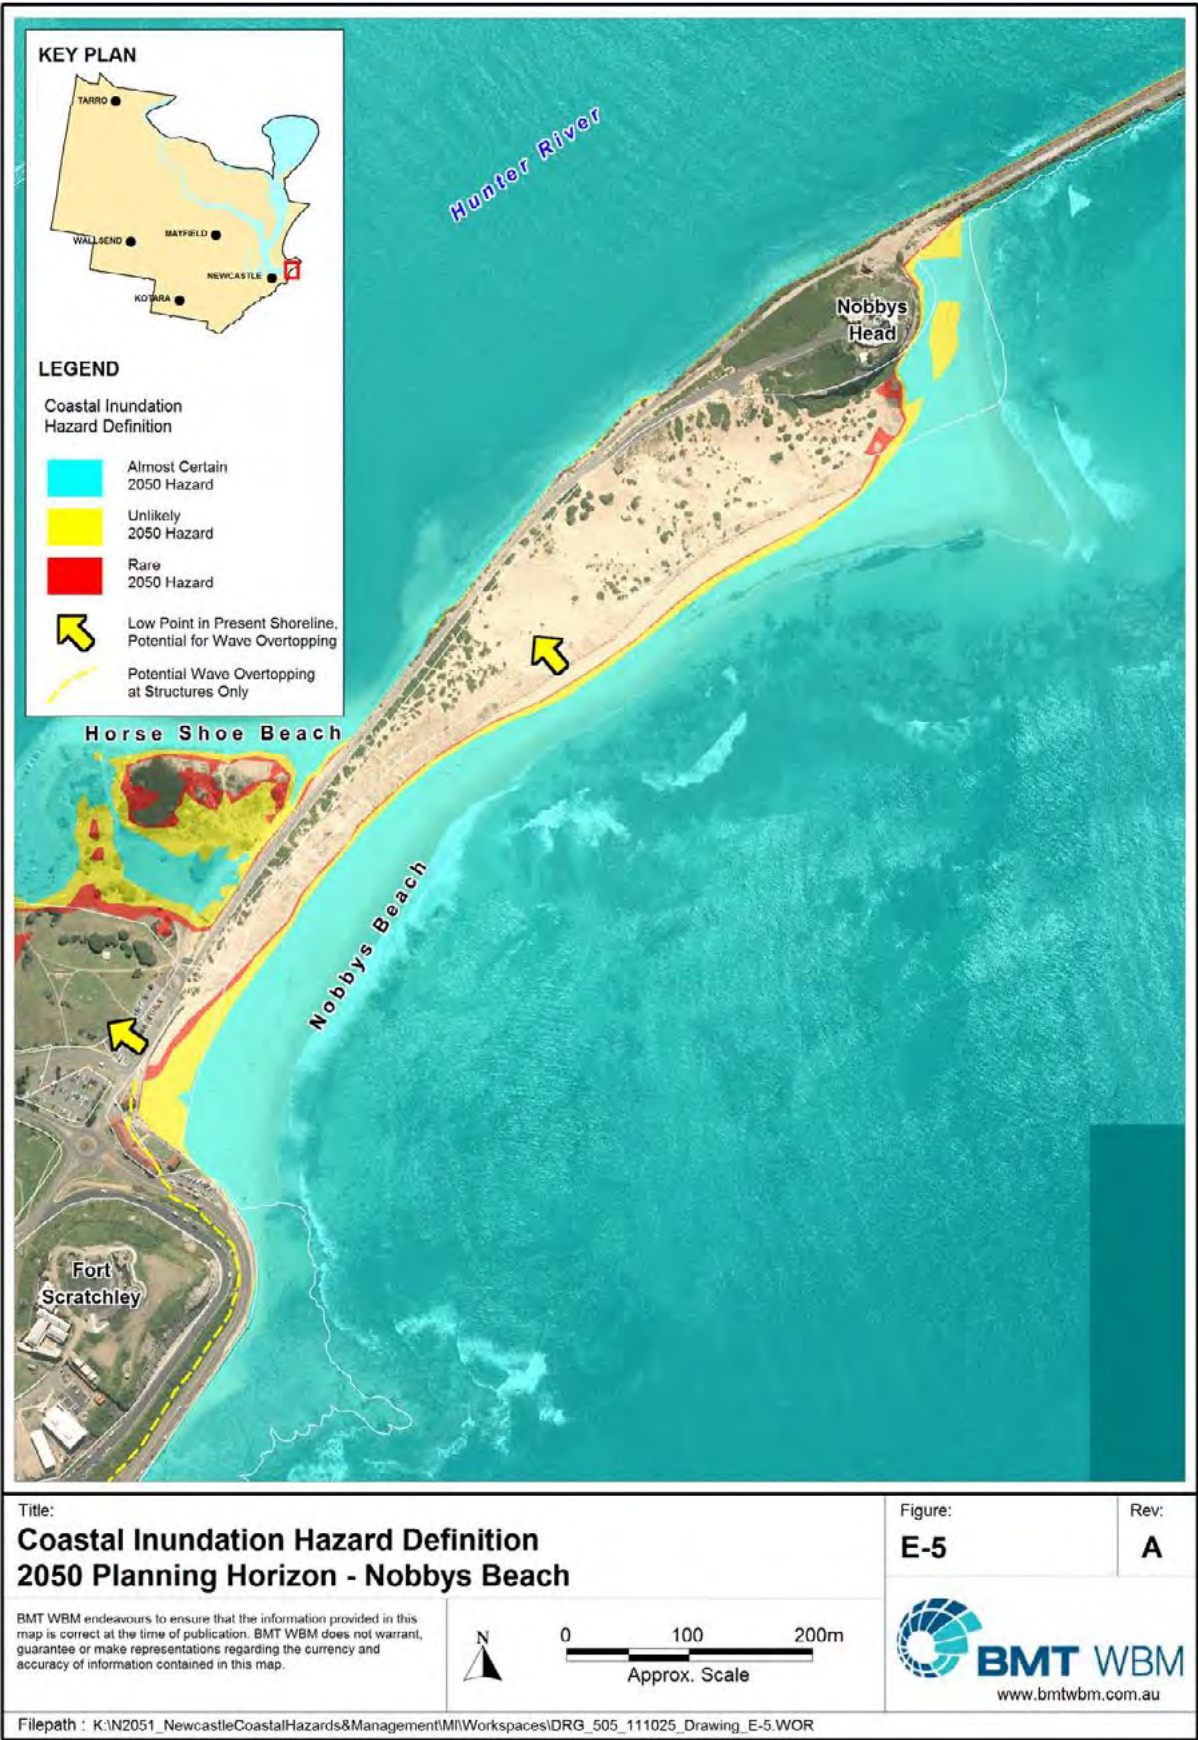 KEY PLAN
TARRO
WALLSEND
MAYFIELD
NEWCASTLE
KOTARA
LEGEND
Coastal Inundation
Hazard Definition
Almost Certain
2050 Hazard
Unlikely
2050 Hazard
Rare
2050 Hazard
Low Point in Present Shoreline,
Potential for Wave Overtopping
Potential Wave Overtopping
at Structures Only
Hunter River
Nobbys
Head
Horse Shoe Beach
Nobbys Beach
Fort
Scratchley
Title:
Coastal Inundation Hazard Definition
2050 Planning Horizon - Nobbys Beach
Figure:
E-5
Rev:
A
BMT WBM endeavours to ensure that the information provided in this
map is correct at the time of publication. BMT WBM does not warrant,
guarantee or make representations regarding the currency and
accuracy of information contained in this map.
N
0 100 200m
Approx. Scale
BMT WBM
www.bmtwbm.com.au
Filepath : K:\N2051_NewcastleCoastalHazards&Management\MI\Workspaces\DRG_505_111025_Drawing_E-5.WOR